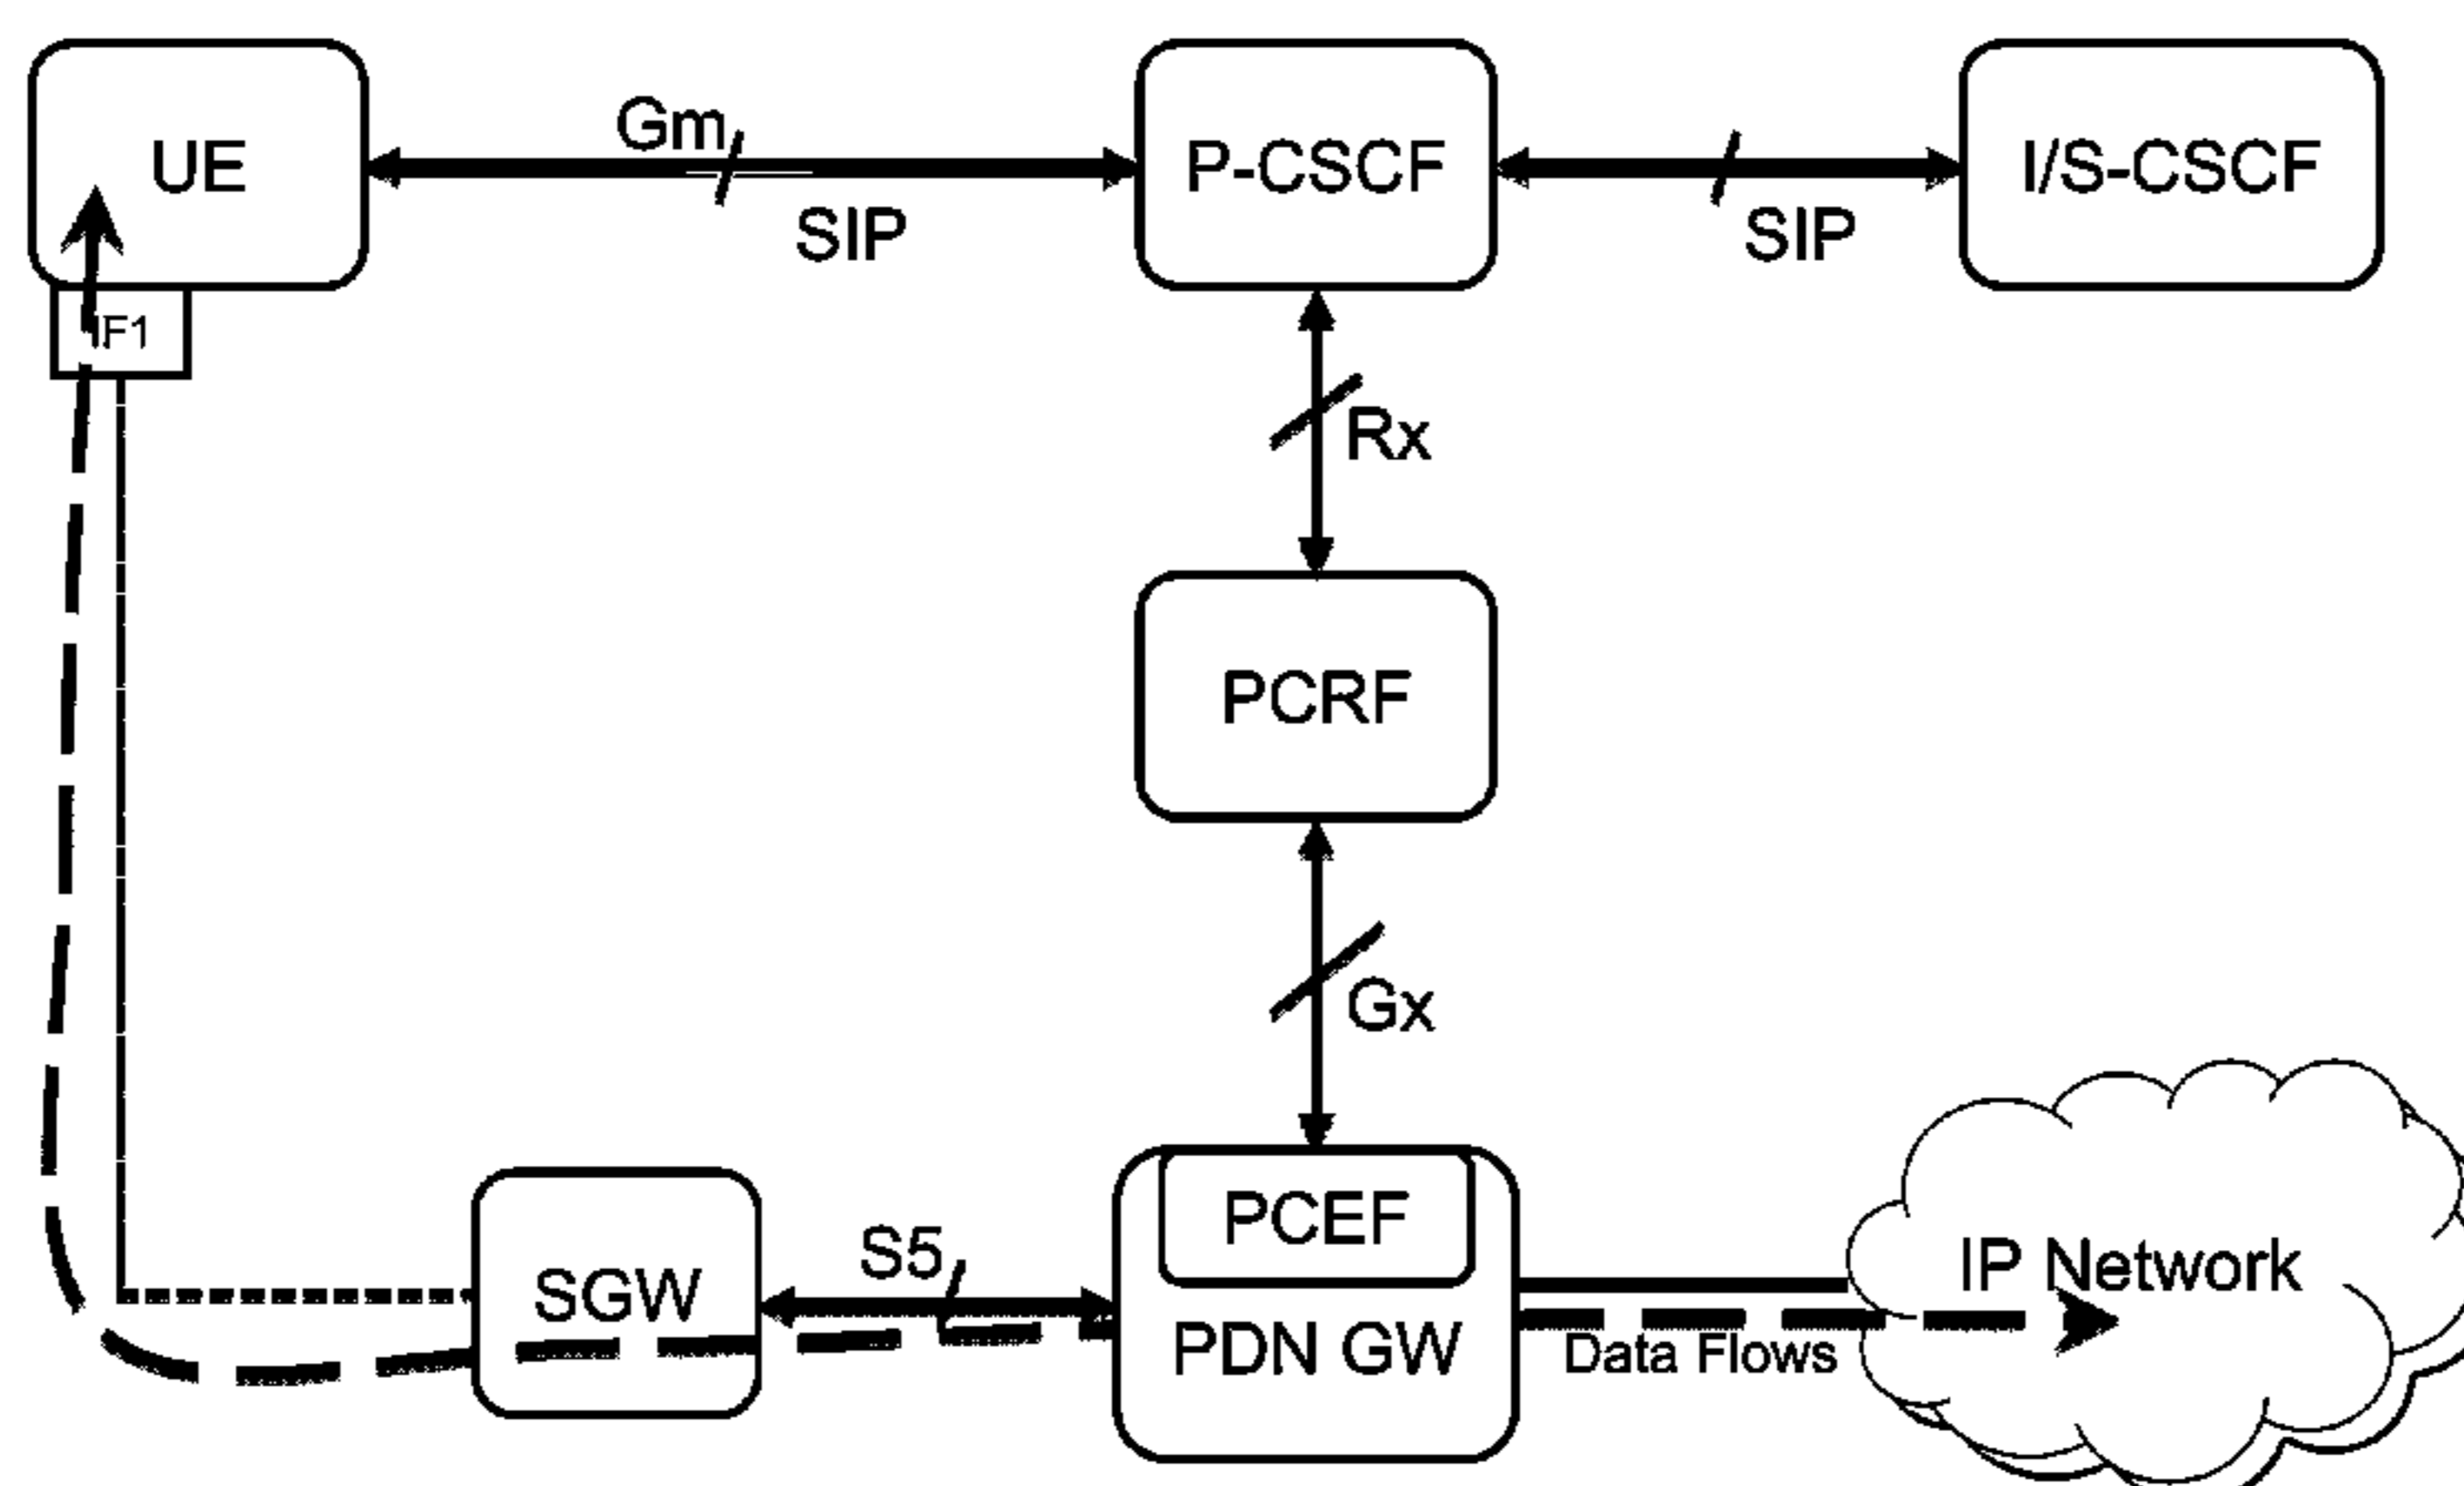 UE
Gm
SIP
P-CSCF
SIP
I/S-CSCF
IF1
Rx
PCRF
Gx
SGW
S5
PCEF
PDN GW
IP Network
Data Flows